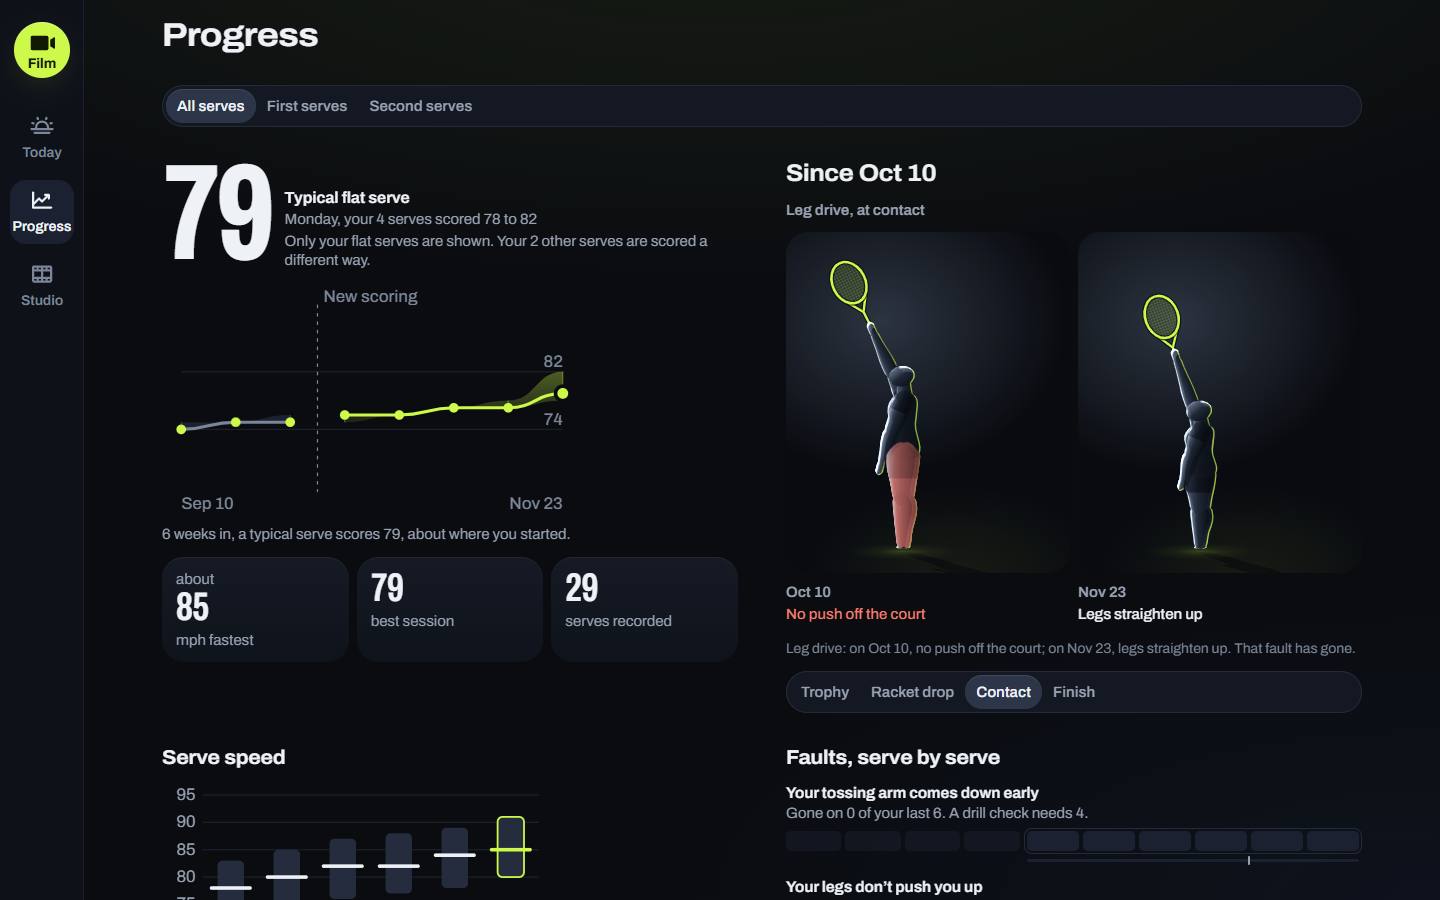 Film
Today
Progress
Studio
Progress
All serves
First serves
Second serves
79
Typical flat serve
Monday, your 4 serves scored 78 to 82
Only your flat serves are shown. Your 2 other serves are scored a
different way.
New scoring
82
74
Sep 10
Nov 23
6 weeks in, a typical serve scores 79, about where you started.
about
85
mph fastest
79
best session
29
serves recorded
Since Oct 10
Leg drive, at contact
Oct 10
No push off the court
Nov 23
Legs straighten up
Leg drive: on Oct 10, no push off the court; on Nov 23, legs straighten up. That fault has gone.
Trophy
Racket drop
Contact
Finish
Serve speed
95
90
85
80
75
Faults, serve by serve
Your tossing arm comes down early
Gone on 0 of your last 6. A drill check needs 4.
Your legs don’t push you up